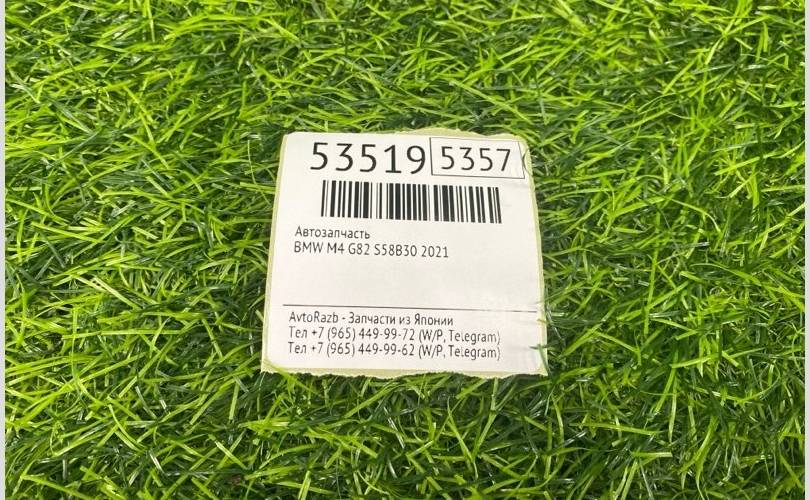 53519 5357
Автозапчасть
BMW M4 G82 S58B30 2021
AvtoRazb - Запчасти из Японии
Тел +7 (965) 449-99-72 (W/P, Telegram)
Тел +7 (965) 449-99-62 (W/P, Telegram)